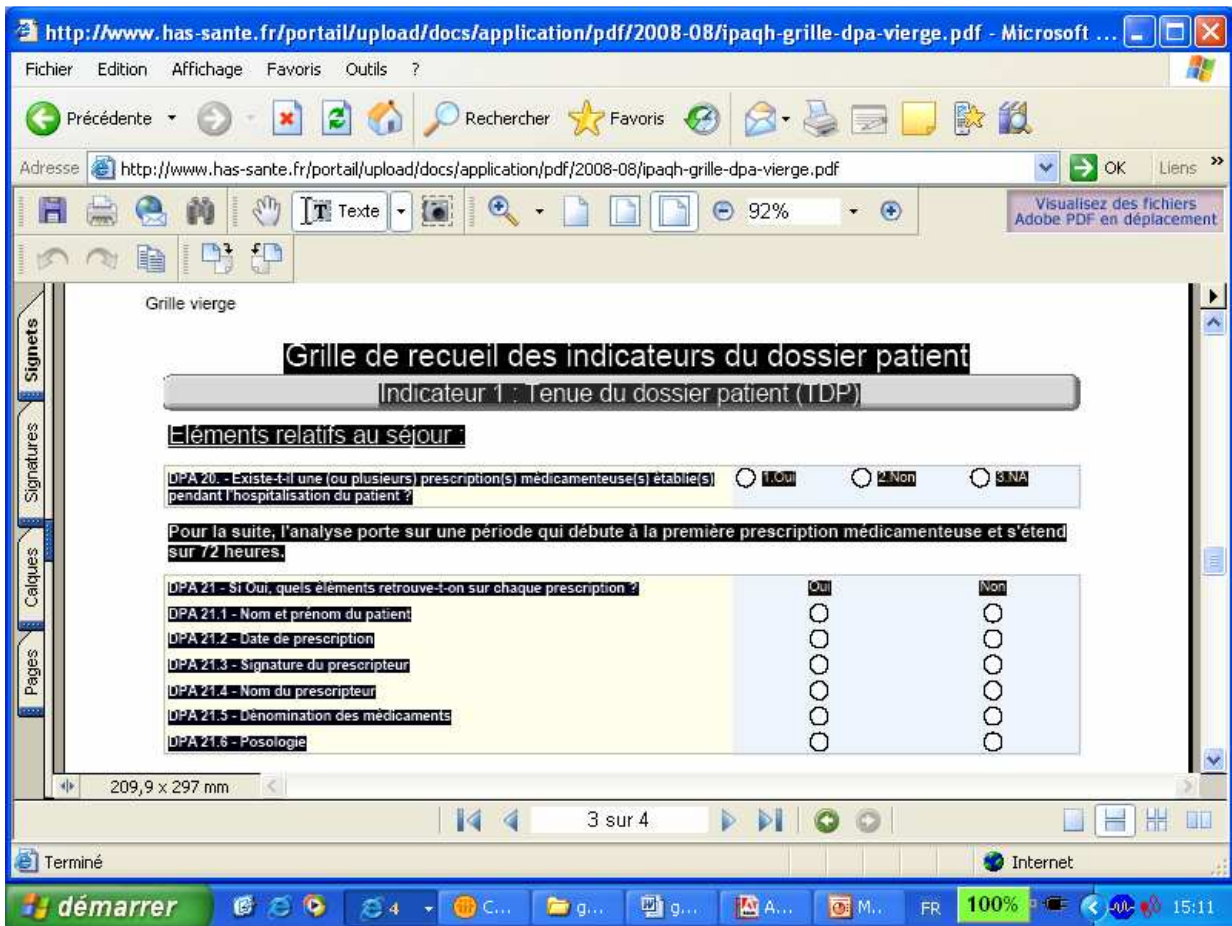 http://www.has-sante.fr/portail/upload/docs/application/pdf/2008-08/ipaqh-grille-dpa-vierge.pdf - Microsoft ...
Fichier Edition Affichage Favoris Outils ?
Précédente Rechercher Favoris
Adresse http://www.has-sante.fr/portail/upload/docs/application/pdf/2008-08/ipaqh-grille-dpa-vierge.pdf OK Liens »
Texte 92% Visualisez des fichiers
Adobe PDF en déplacement
Grille vierge
Signets
Signatures
Calques
Pages
Grille de recueil des indicateurs du dossier patient
Indicateur 1 : Tenue du dossier patient (TDP)
Eléments relatifs au séjour :
DPA 20. - Existe-t-il une (ou plusieurs) prescription(s) médicamenteuse(s) établie(s) 1.Oui 2.Non 3.NA
pendant l'hospitalisation du patient ?
Pour la suite, l'analyse porte sur une période qui débute à la première prescription médicamenteuse et s'étend
sur 72 heures.
DPA 21 - Si Oui, quels éléments retrouve-t-on sur chaque prescription ? Oui Non
DPA 21.1 - Nom et prénom du patient
DPA 21.2 - Date de prescription
DPA 21.3 - Signature du prescripteur
DPA 21.4 - Nom du prescripteur
DPA 21.5 - Dénomination des médicaments
DPA 21.6 - Posologie
209,9 x 297 mm
3 sur 4
Terminé Internet
démarrer 4 C... g... g... A... M... FR 100% 15:11